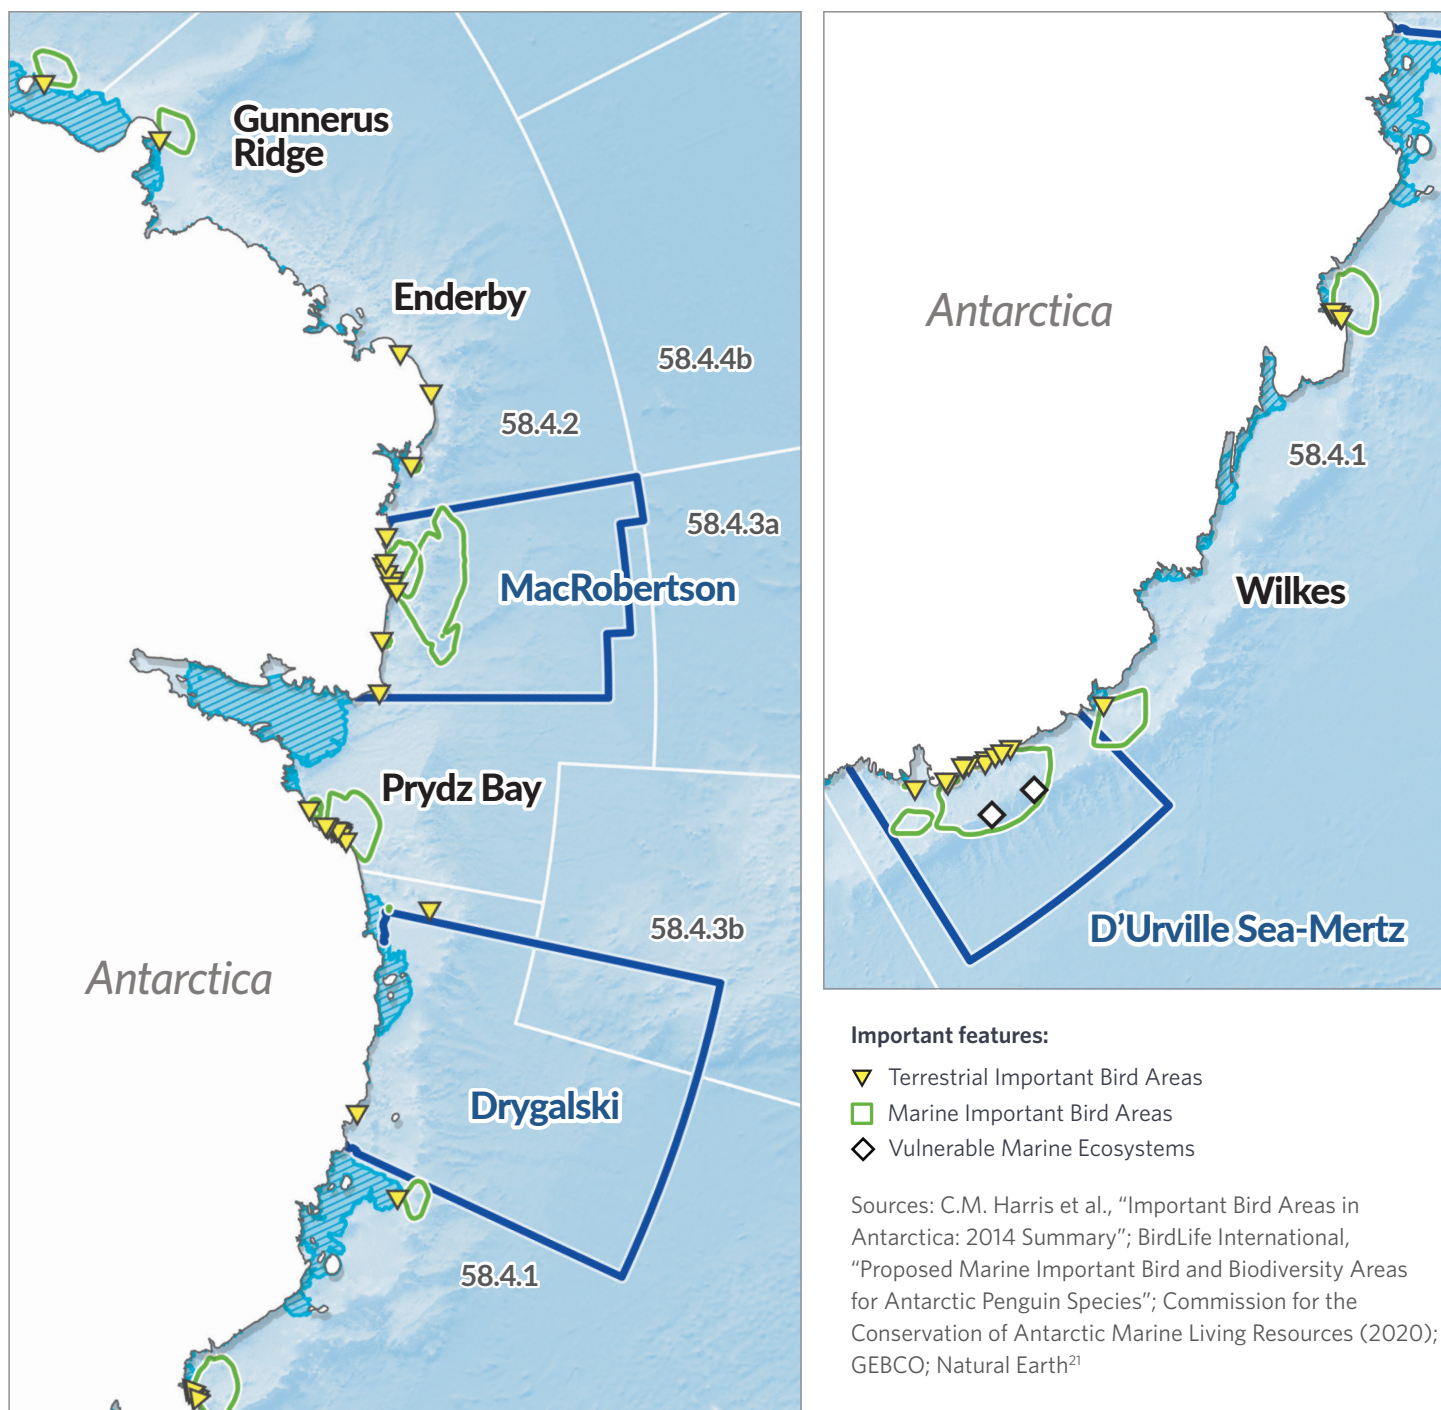 Gunnerus
Ridge
Enderby
58.4.4b
58.4.2
58.4.3a
MacRobertson
Prydz Bay
58.4.3b
Antarctica
Drygalski
58.4.1
Antarctica
58.4.1
Wilkes
D’Urville Sea-Mertz
Important features:
Terrestrial Important Bird Areas
Marine Important Bird Areas
Vulnerable Marine Ecosystems
Sources: C.M. Harris et al., “Important Bird Areas in
Antarctica: 2014 Summary”; BirdLife International,
“Proposed Marine Important Bird and Biodiversity Areas
for Antarctic Penguin Species”; Commission for the
Conservation of Antarctic Marine Living Resources (2020);
GEBCO; Natural Earth²¹